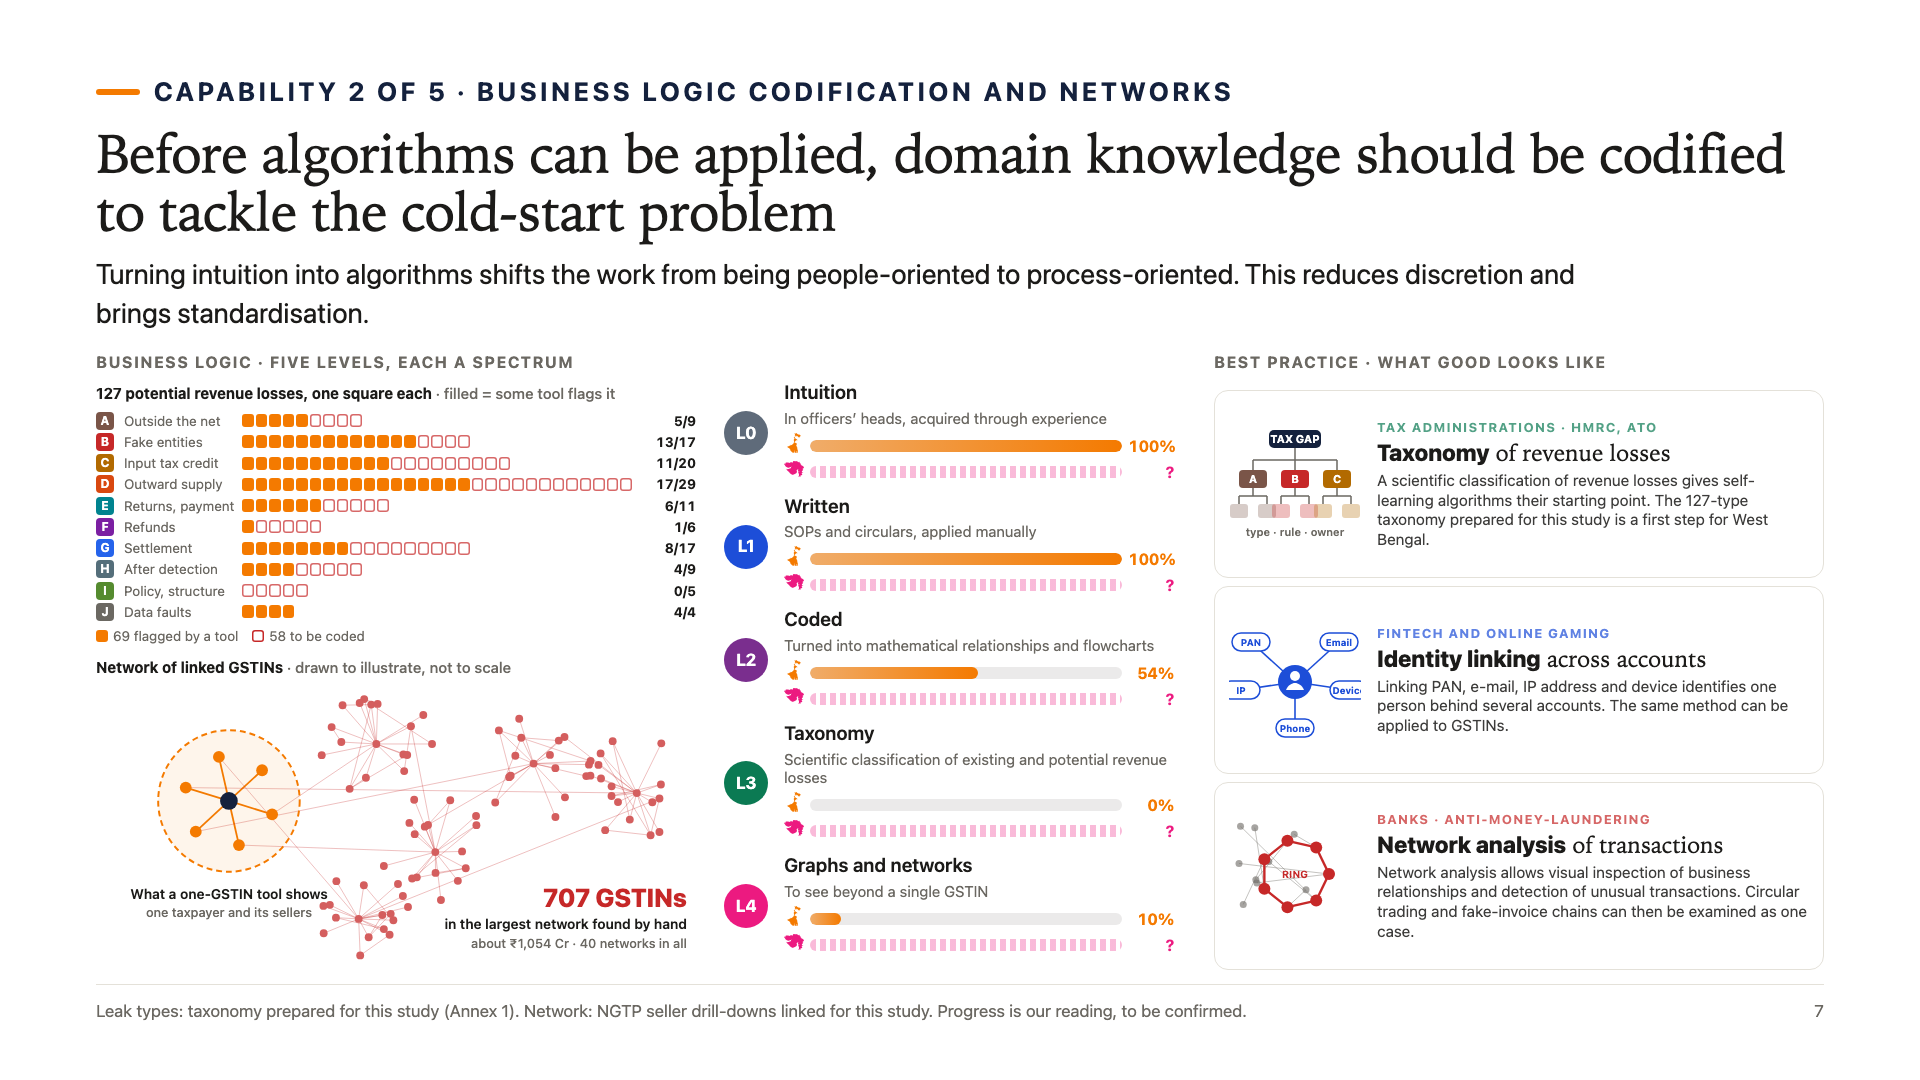 CAPABILITY 2 OF 5 · BUSINESS LOGIC CODIFICATION AND NETWORKS
Before algorithms can be applied, domain knowledge should be codified
to tackle the cold-start problem
Turning intuition into algorithms shifts the work from being people-oriented to process-oriented. This reduces discretion and
brings standardisation.
BUSINESS LOGIC · FIVE LEVELS, EACH A SPECTRUM
127 potential revenue losses, one square each · filled = some tool flags it
A Outside the net 5/9
B Fake entities 13/17
C Input tax credit 11/20
D Outward supply 17/29
E Returns, payment 6/11
F Refunds 1/6
G Settlement 8/17
H After detection 4/9
I Policy, structure 0/5
J Data faults 4/4
69 flagged by a tool 58 to be coded
Network of linked GSTINs · drawn to illustrate, not to scale
What a one-GSTIN tool shows
one taxpayer and its sellers
707 GSTINs
in the largest network found by hand
about ₹1,054 Cr · 40 networks in all
L0
Intuition
In officers’ heads, acquired through experience
100%
?
L1
Written
SOPs and circulars, applied manually
100%
?
L2
Coded
Turned into mathematical relationships and flowcharts
54%
?
L3
Taxonomy
Scientific classification of existing and potential revenue
losses
0%
?
L4
Graphs and networks
To see beyond a single GSTIN
10%
?
BEST PRACTICE · WHAT GOOD LOOKS LIKE
TAX GAP
A B C
type · rule · owner
TAX ADMINISTRATIONS · HMRC, ATO
Taxonomy of revenue losses
A scientific classification of revenue losses gives self-
learning algorithms their starting point. The 127-type
taxonomy prepared for this study is a first step for West
Bengal.
PAN Email
IP Device
Phone
FINTECH AND ONLINE GAMING
Identity linking across accounts
Linking PAN, e-mail, IP address and device identifies one
person behind several accounts. The same method can be
applied to GSTINs.
RING
BANKS · ANTI-MONEY-LAUNDERING
Network analysis of transactions
Network analysis allows visual inspection of business
relationships and detection of unusual transactions. Circular
trading and fake-invoice chains can then be examined as one
case.
Leak types: taxonomy prepared for this study (Annex 1). Network: NGTP seller drill-downs linked for this study. Progress is our reading, to be confirmed.
7